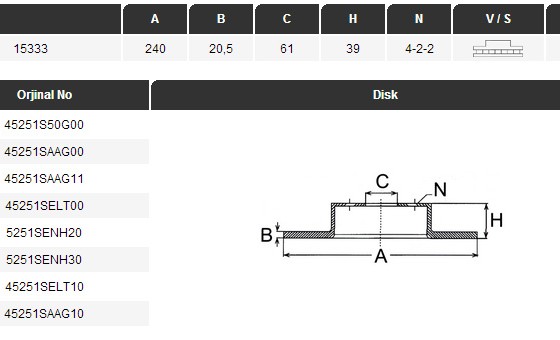 A B C H N V / S
15333 240 20,5 61 39 4-2-2
Orjinal No Disk
45251S50G00
45251SAAG00
45251SAAG11
45251SELT00
5251SENH20
5251SENH30
45251SELT10
45251SAAG10
C
N
H
B
A